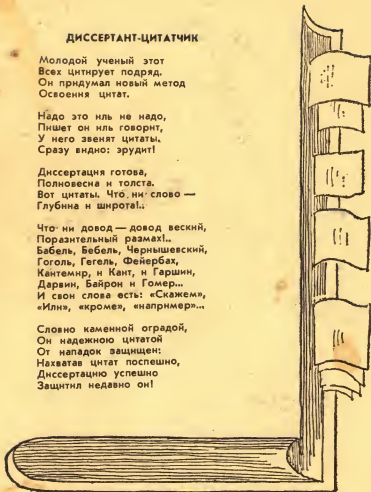 ДИССЕРТАНТ-ЦИТАТЧИК
Молодой ученый этот
Всех цитирует подряд.
Он придумал новый метод
Освоения цитат.
Надо это иль не надо,
Пишет он иль говорит,
У него звенят цитаты,
Сразу видно: эрудит!
Диссертация готова,
Полновесна и толста.
Вот цитаты. Что ни слово —
Глубина и широта!..
Что ни довод — довод веский,
Поразительный размах!..
Бабель, Бебель, Чернышевский,
Гоголь, Гегель, Фейербах,
Кантемир, и Кант, и Гаршин,
Дарвин, Байрон и Гомер...
И свои слова есть: «Скажем»,
«Или», «кроме», «например»...
Словно каменной оградой,
Он надежною цитатой
От нападок защищен:
Нахватав цитат поспешно,
Диссертацию успешно
Защитил недавно он!